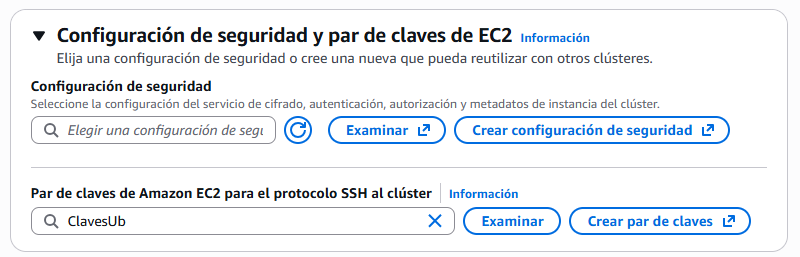 Configuración de seguridad y par de claves de EC2 Información
Elija una configuración de seguridad o cree una nueva que pueda reutilizar con otros clústeres.
Configuración de seguridad
Seleccione la configuración del servicio de cifrado, autenticación, autorización y metadatos de instancia del clúster.
Elegir una configuración de segu Examinar Crear configuración de seguridad
Par de claves de Amazon EC2 para el protocolo SSH al clúster Información
ClavesUb Examinar Crear par de claves